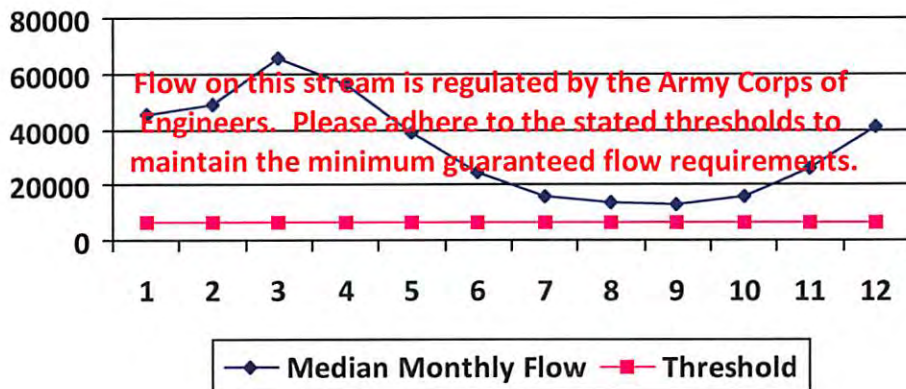 80000
60000
40000
20000
0
Flow on this stream is regulated by the Army Corps of
Engineers. Please adhere to the stated thresholds to
maintain the minimum guaranteed flow requirements.
1 2 3 4 5 6 7 8 9 10 11 12
Median Monthly Flow Threshold